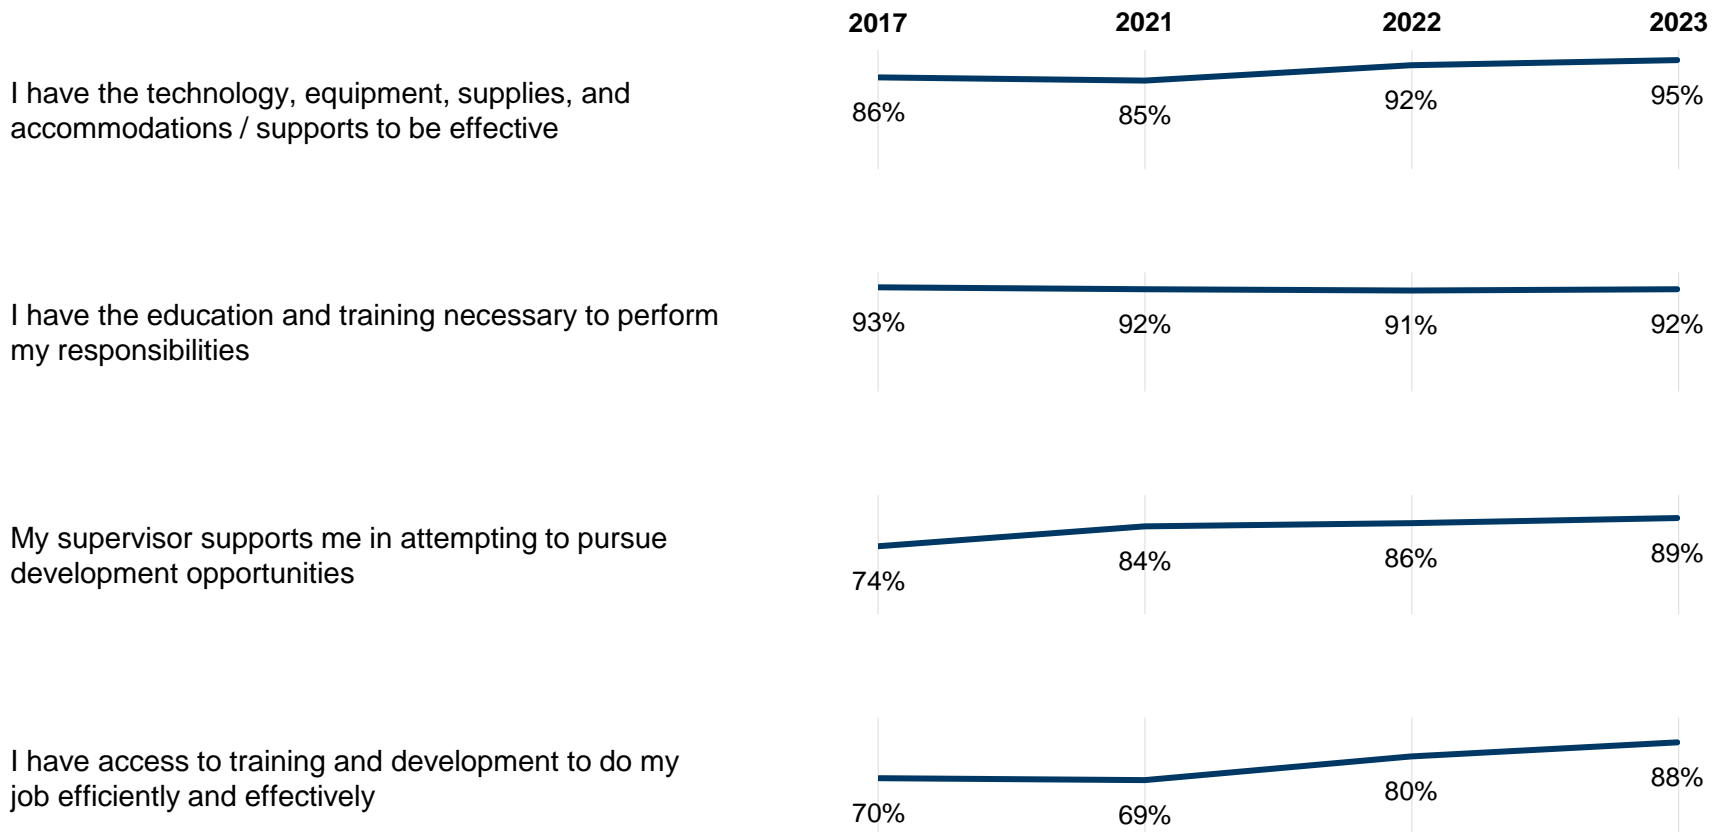 2017 2021 2022 2023
I have the technology, equipment, supplies, and
accommodations / supports to be effective
86% 85% 92% 95%
I have the education and training necessary to perform
my responsibilities
93% 92% 91% 92%
My supervisor supports me in attempting to pursue
development opportunities
74% 84% 86% 89%
I have access to training and development to do my
job efficiently and effectively
70% 69% 80% 88%